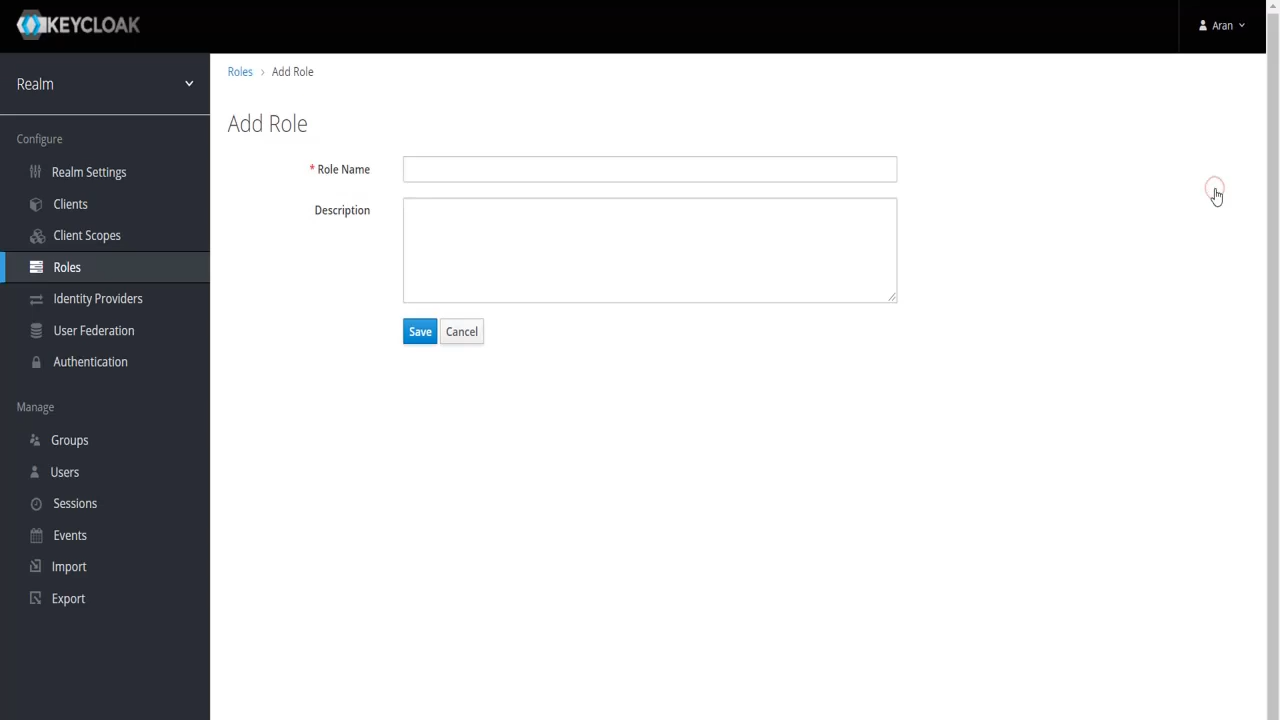 KEYCLOAK
Aran
Realm
Roles > Add Role
Configure
Add Role
Realm Settings
* Role Name
Clients
Description
Client Scopes
Roles
Identity Providers
User Federation
Save Cancel
Authentication
Manage
Groups
Users
Sessions
Events
Import
Export